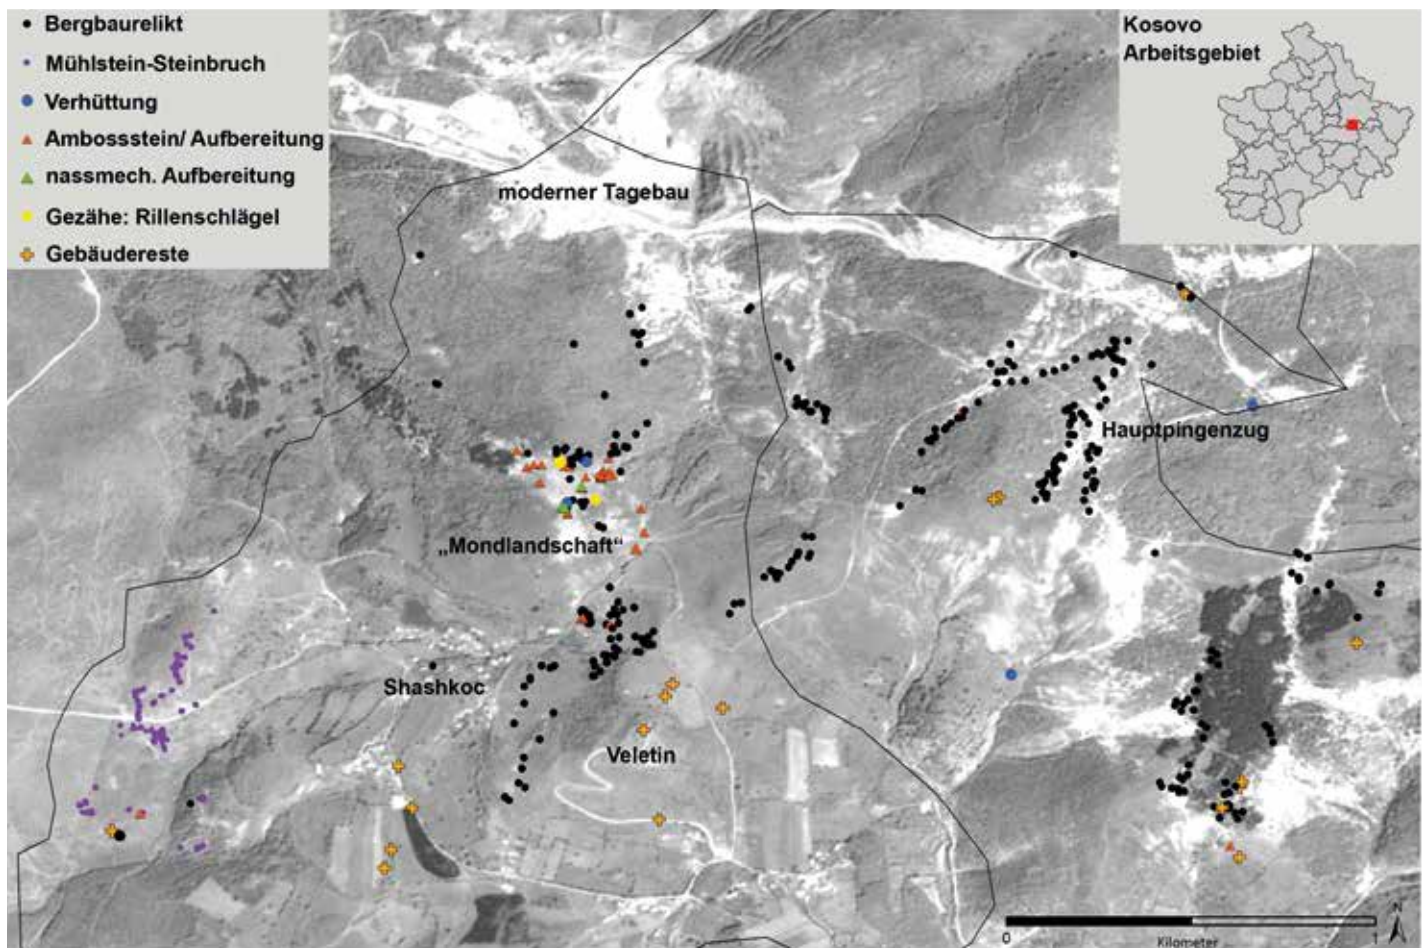 Bergbaurelikt
Mühlstein-Steinbruch
Verhüttung
Ambossstein/ Aufbereitung
nassmech. Aufbereitung
Gezähe: Rillenschlägel
Gebäudereste
Kosovo
Arbeitsgebiet
moderner Tagebau
Hauptpingenzug
„Mondlandschaft“
Shashkoc
Veletin
N
0 1
Kilometer